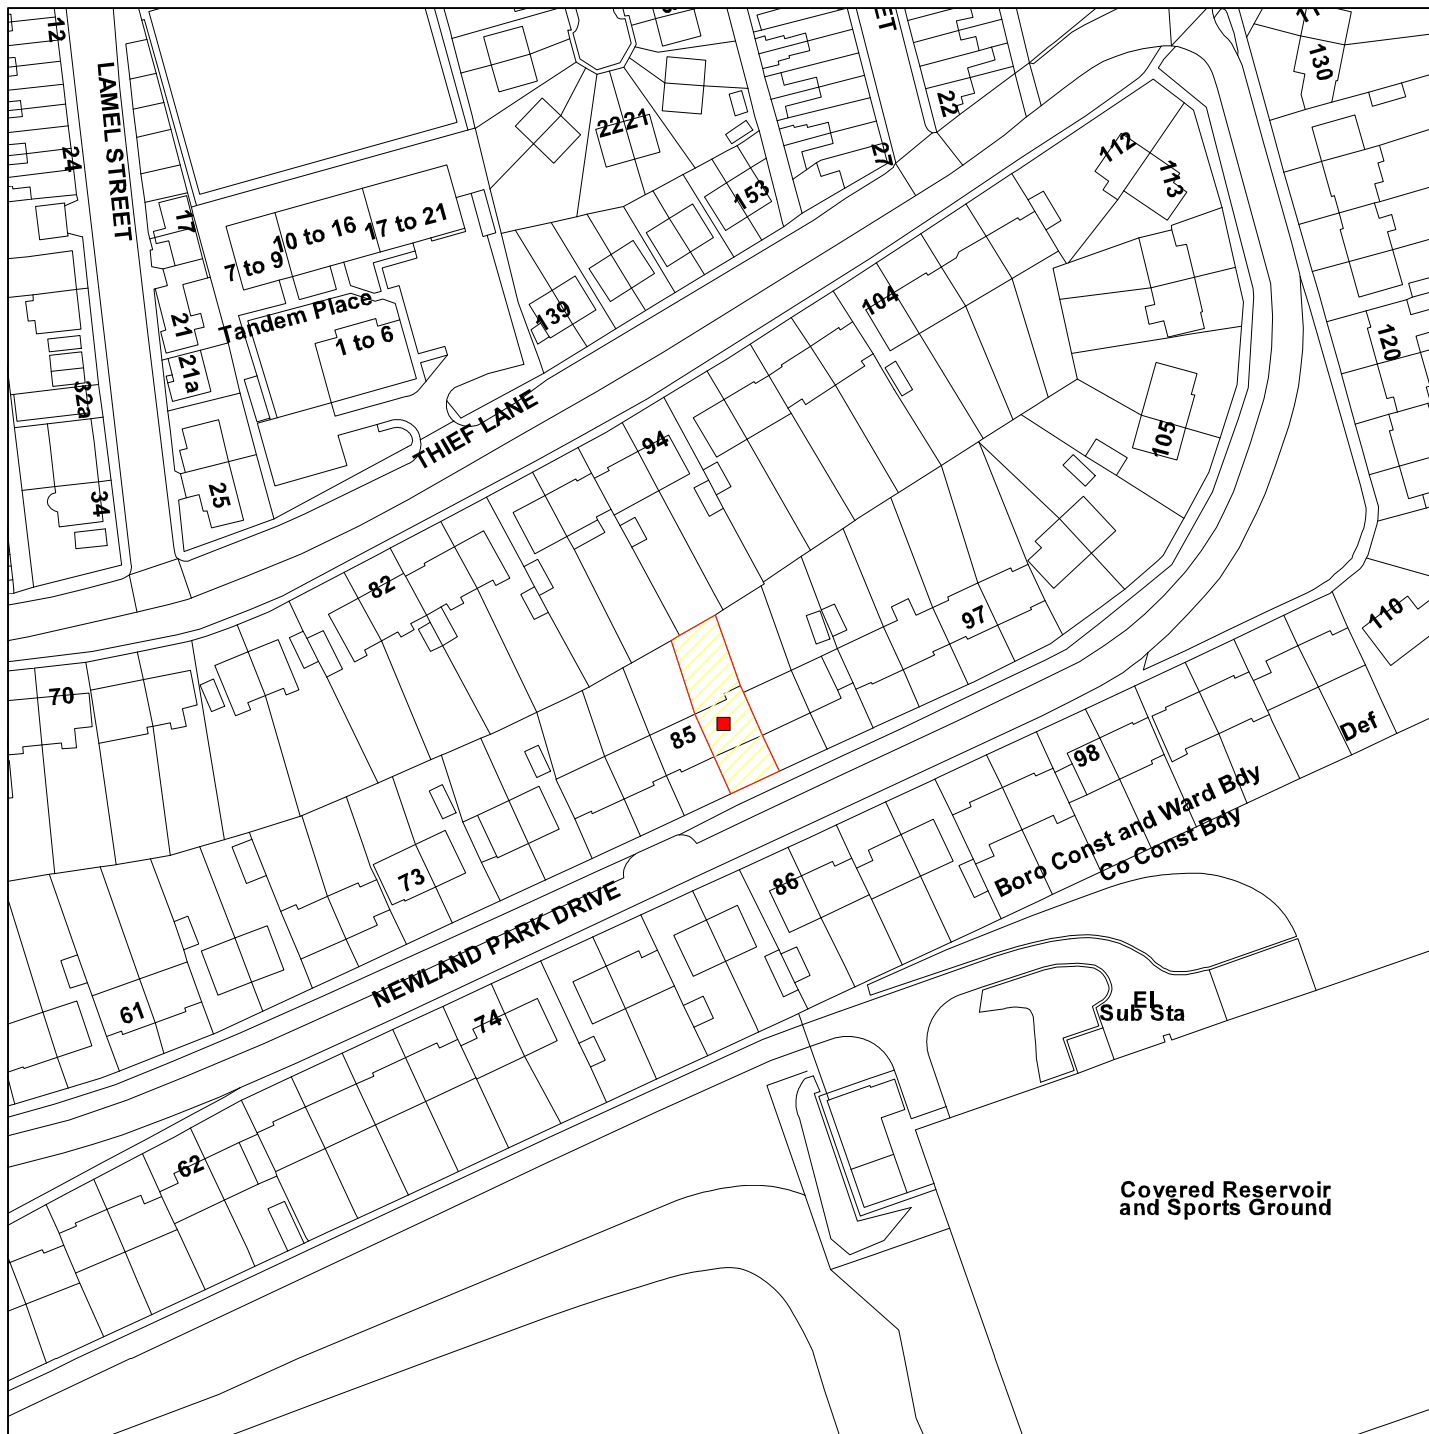 12
LAMEL STREET
24
17
7 to 9
10 to 16
17 to 21
Tandem Place
1 to 6
21
21a
32a
34
25
22
21
153
139
27
22
130
112
113
104
120
105
THIEF LANE
94
82
70
97
110
85
Def
98
Boro Const and Ward Bdy
Co Const Bdy
73
86
NEWLAND PARK DRIVE
61
74
62
El
Sub Sta
Covered Reservoir
and Sports Ground